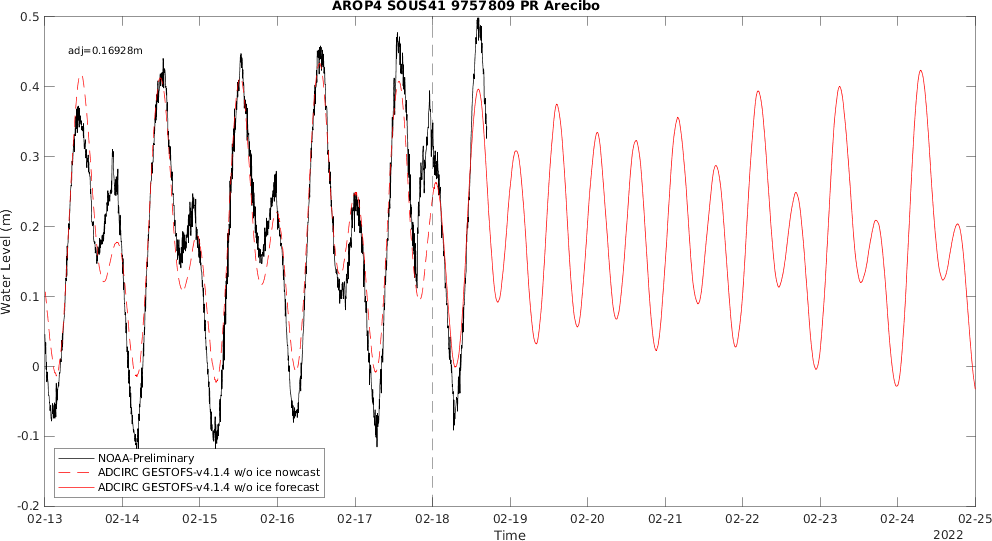 AROP4 SOUS41 9757809 PR Arecibo
0.5
adj=0.16928m
0.4
0.3
0.2
0.1
0
-0.1
-0.2
Water Level (m)
NOAA-Preliminary
ADCIRC GESTOFS-v4.1.4 w/o ice nowcast
ADCIRC GESTOFS-v4.1.4 w/o ice forecast
02-13 02-14 02-15 02-16 02-17 02-18 02-19 02-20 02-21 02-22 02-23 02-24 02-25
Time
2022